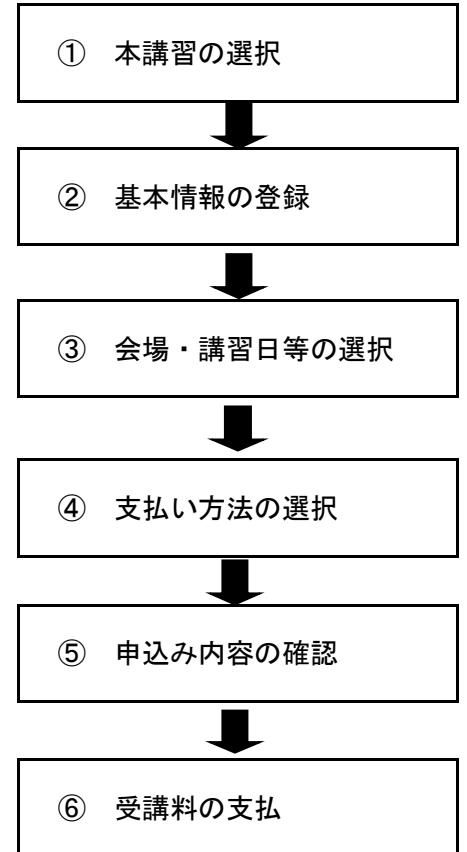 ① 本講習の選択
② 基本情報の登録
③ 会場・講習日等の選択
④ 支払い方法の選択
⑤ 申込み内容の確認
⑥ 受講料の支払